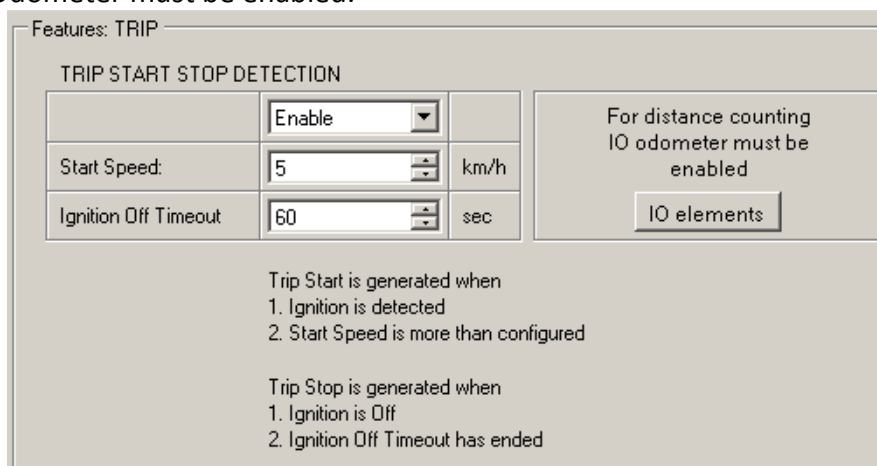 Odometer must be enabled.
Features: TRIP
TRIP START STOP DETECTION
Enable
Start Speed:
5
km/h
Ignition Off Timeout
60
sec
For distance counting
IO odometer must be
enabled
IO elements
Trip Start is generated when
1. Ignition is detected
2. Start Speed is more than configured
Trip Stop is generated when
1. Ignition is Off
2. Ignition Off Timeout has ended